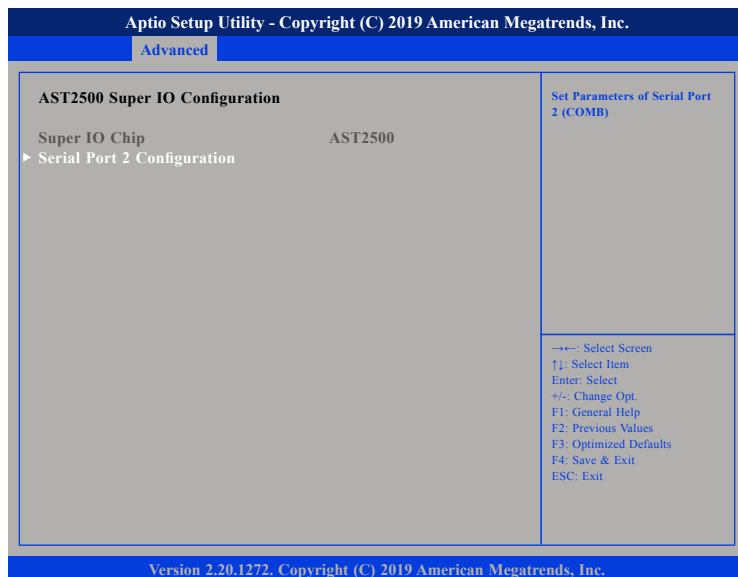 Aptio Setup Utility - Copyright (C) 2019 American Megatrends, Inc.
Advanced
AST2500 Super IO Configuration
Super IO Chip AST2500
▶ Serial Port 2 Configuration
Set Parameters of Serial Port
2 (COMB)
→←: Select Screen
↑↓: Select Item
Enter: Select
+/-: Change Opt.
F1: General Help
F2: Previous Values
F3: Optimized Defaults
F4: Save & Exit
ESC: Exit
Version 2.20.1272. Copyright (C) 2019 American Megatrends, Inc.